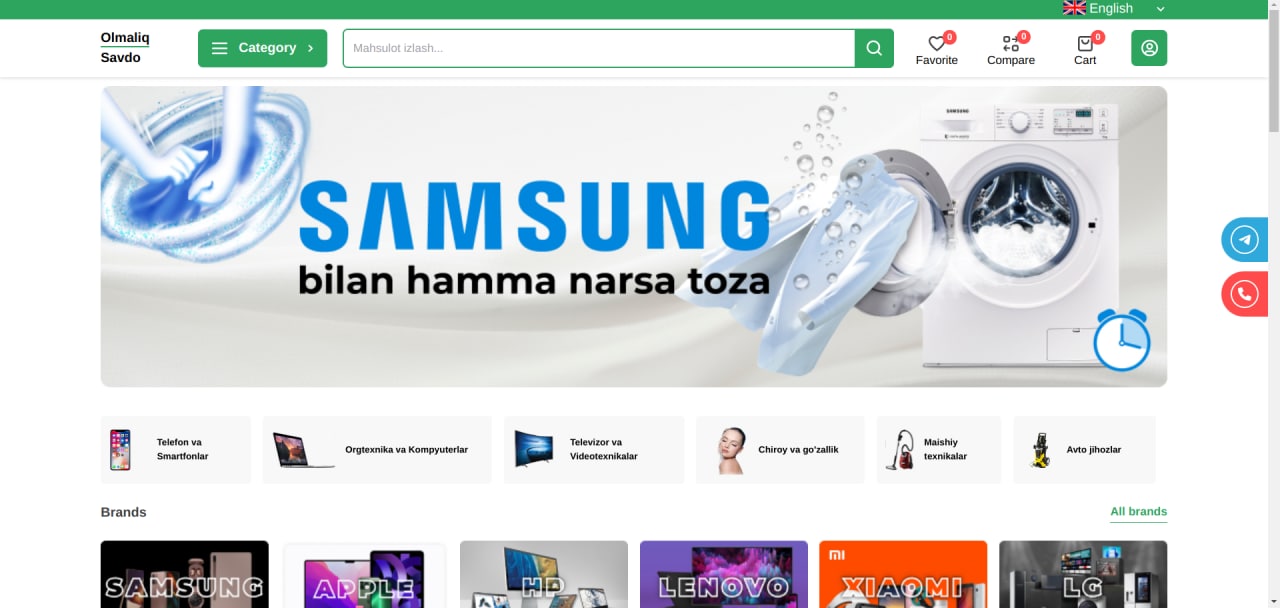 English
Olmaliq
Savdo
Category
Mahsulot izlash...
0
Favorite
0
Compare
0
Cart
SAMSUNG
SAMSUNG
bilan hamma narsa toza
Telefon va
Smartfonlar
Orgtexnika va Kompyuterlar
Televizor va
Videotexnikalar
Chiroy va go'zallik
Maishiy
texnikalar
Avto jihozlar
Brands
All brands
SAMSUNG
APPLE
HP
LENOVO
XIAOMI
LG